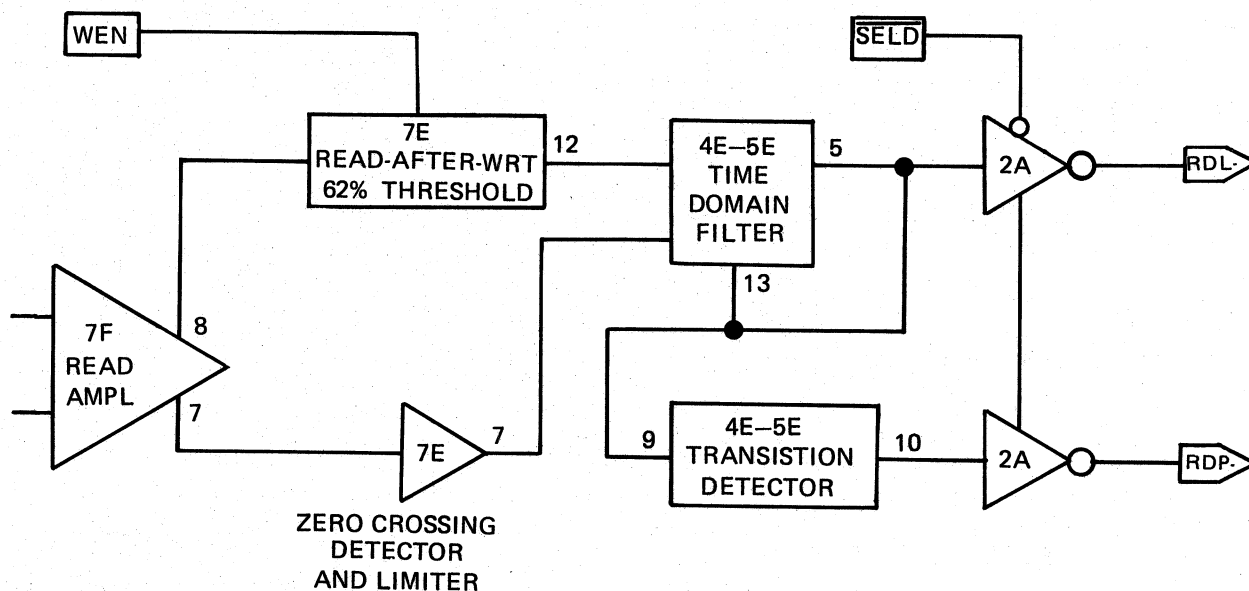 WEN
SELD
7E
READ-AFTER-WRT
62% THRESHOLD
12
4E–5E
TIME
DOMAIN
FILTER
5
2A
RDL-
13
7F
READ
AMPL
8
7
7E
7
ZERO CROSSING
DETECTOR
AND LIMITER
9
4E–5E
TRANSISTION
DETECTOR
10
2A
RDP-